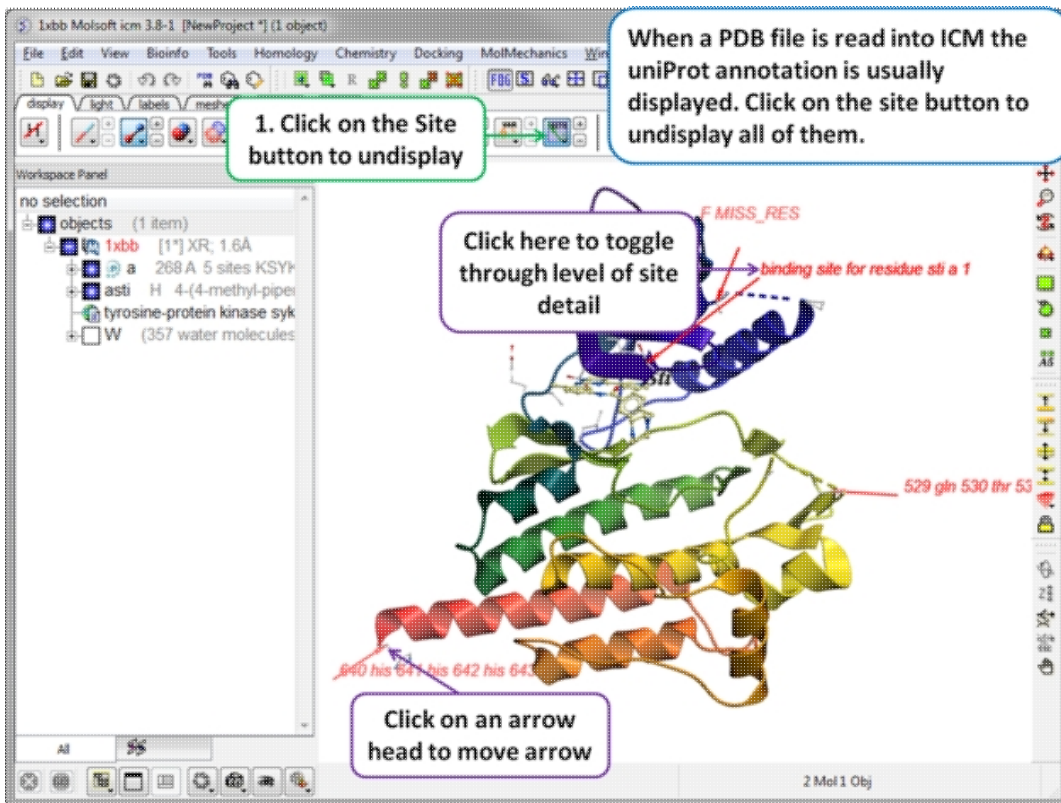 1xbb Molsoft icm 3.8-1 [NewProject *] (1 object)
File Edit View Bioinfo Tools Homology Chemistry Docking MolMechanics
When a PDB file is read into ICM the
uniProt annotation is usually
displayed. Click on the site button to
undisplay all of them.
display light labels
1. Click on the Site
button to undisplay
Workspace Panel
no selection
objects (1 item)
1xbb [1*] XR; 1.6Å
a 268 A 5 sites KSYK
asti H 4-(4-methyl-piper
tyrosine-protein kinase syk
W (357 water molecules
F MISS_RES
Click here to toggle
through level of site
detail
binding site for residue sti a 1
sti
529 gln 530 thr 53
640 his 641 his 642 his 643
Click on an arrow
head to move arrow
All
2 Mol 1 Obj